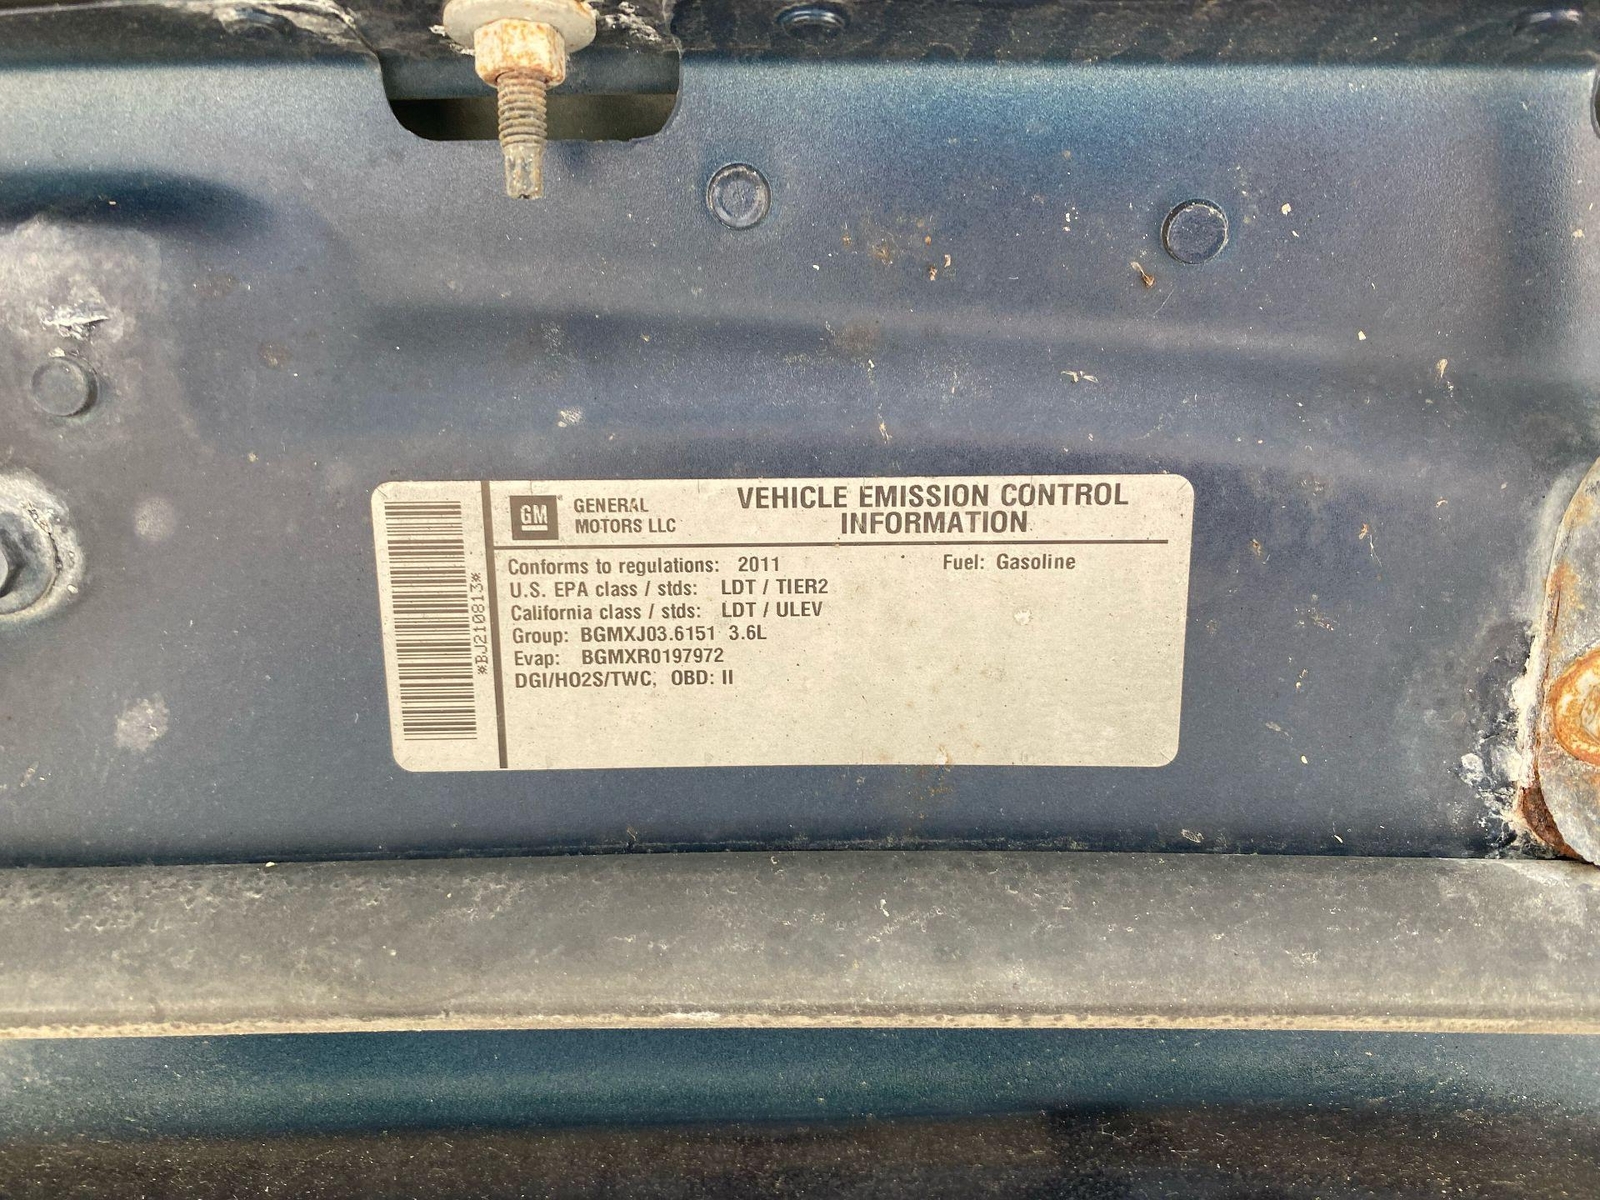 GM
GENERAL
MOTORS LLC
VEHICLE EMISSION CONTROL
INFORMATION
Conforms to regulations: 2011 Fuel: Gasoline
U.S. EPA class / stds: LDT / TIER2
California class / stds: LDT / ULEV
Group: BGMXJ03.6151 3.6L
Evap: BGMXR0197972
DGI/HO2S/TWC, OBD: II
*BJ210813*